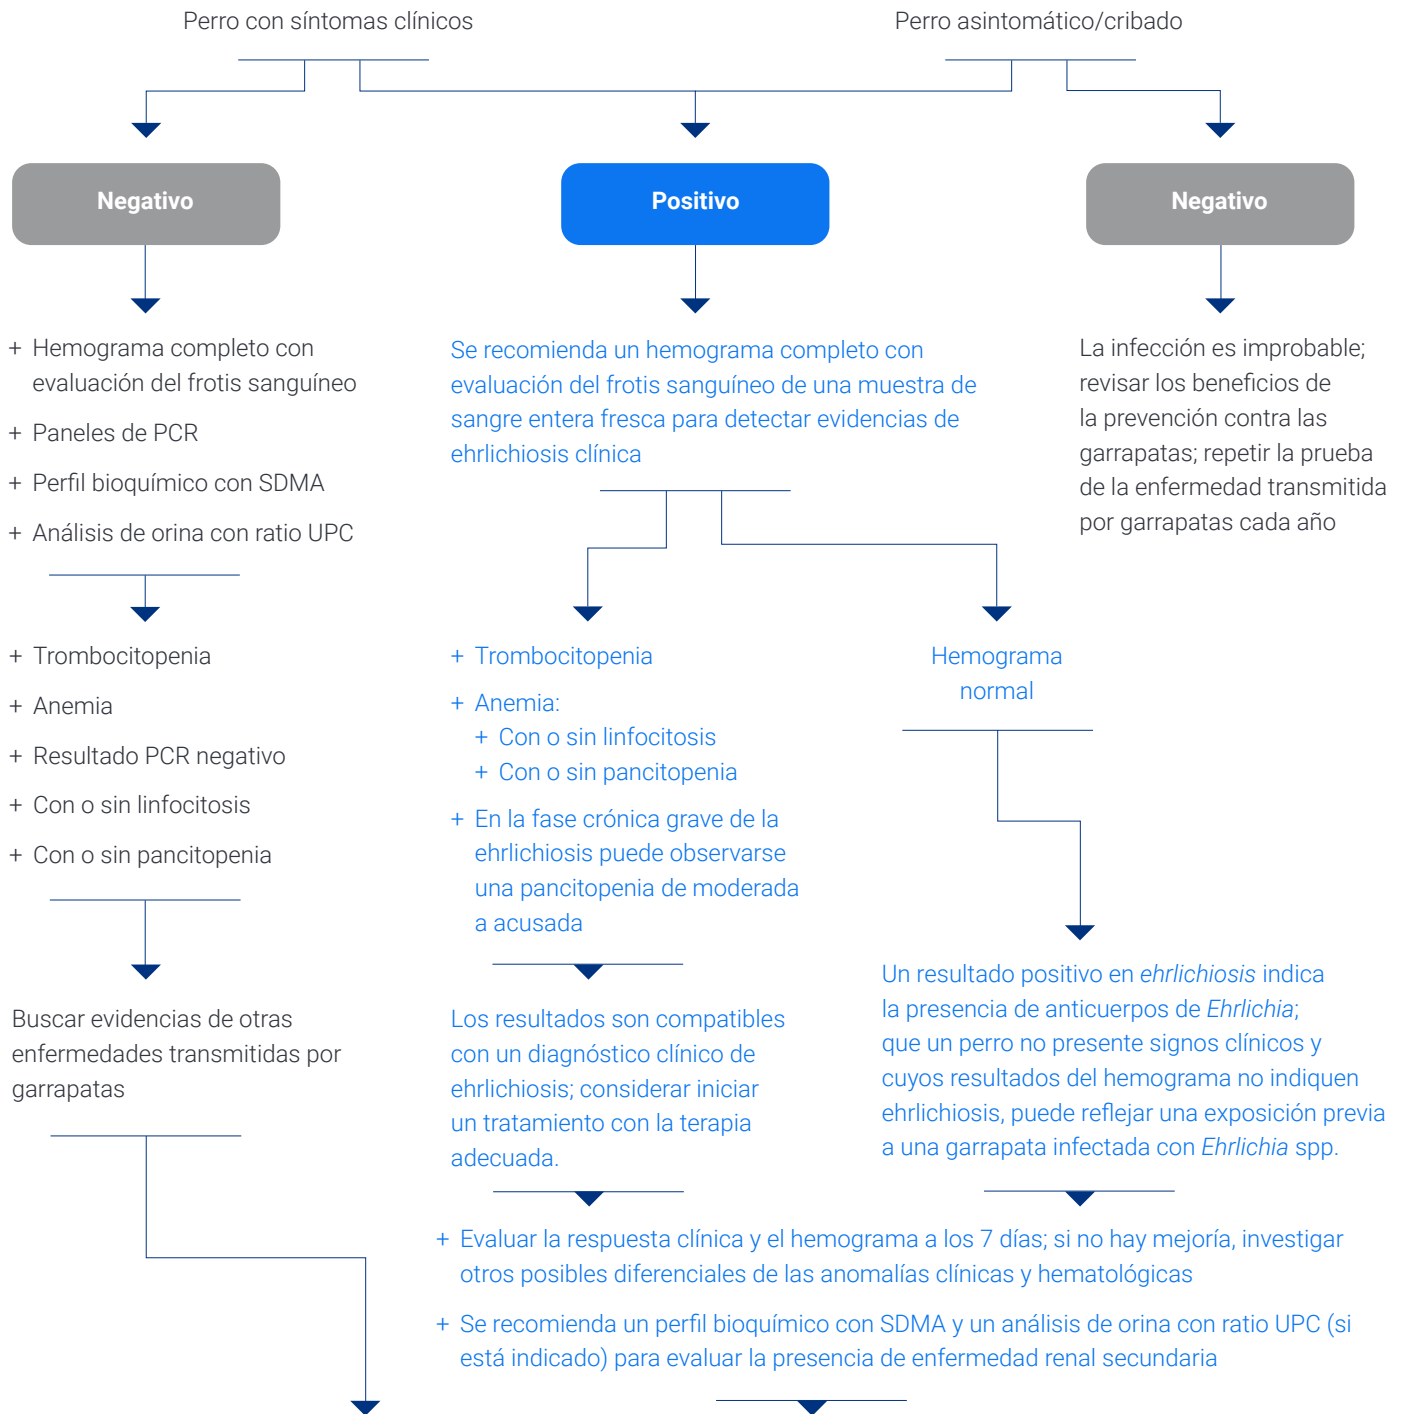 Perro con síntomas clínicos
Perro asintomático/cribado
Negativo
Positivo
Negativo
+ Hemograma completo con
evaluación del frotis sanguíneo
+ Paneles de PCR
+ Perfil bioquímico con SDMA
+ Análisis de orina con ratio UPC
Se recomienda un hemograma completo con
evaluación del frotis sanguíneo de una muestra de
sangre entera fresca para detectar evidencias de
ehrlichiosis clínica
La infección es improbable;
revisar los beneficios de
la prevención contra las
garrapatas; repetir la prueba
de la enfermedad transmitida
por garrapatas cada año
+ Trombocitopenia
+ Anemia
+ Resultado PCR negativo
+ Con o sin linfocitosis
+ Con o sin pancitopenia
+ Trombocitopenia
+ Anemia:
+ Con o sin linfocitosis
+ Con o sin pancitopenia
+ En la fase crónica grave de la
ehrlichiosis puede observarse
una pancitopenia de moderada
a acusada
Hemograma
normal
Buscar evidencias de otras
enfermedades transmitidas por
garrapatas
Los resultados son compatibles
con un diagnóstico clínico de
ehrlichiosis; considerar iniciar
un tratamiento con la terapia
adecuada.
Un resultado positivo en ehrlichiosis indica
la presencia de anticuerpos de Ehrlichia;
que un perro no presente signos clínicos y
cuyos resultados del hemograma no indiquen
ehrlichiosis, puede reflejar una exposición previa
a una garrapata infectada con Ehrlichia spp.
+ Evaluar la respuesta clínica y el hemograma a los 7 días; si no hay mejoría, investigar
otros posibles diferenciales de las anomalías clínicas y hematológicas
+ Se recomienda un perfil bioquímico con SDMA y un análisis de orina con ratio UPC (si
está indicado) para evaluar la presencia de enfermedad renal secundaria